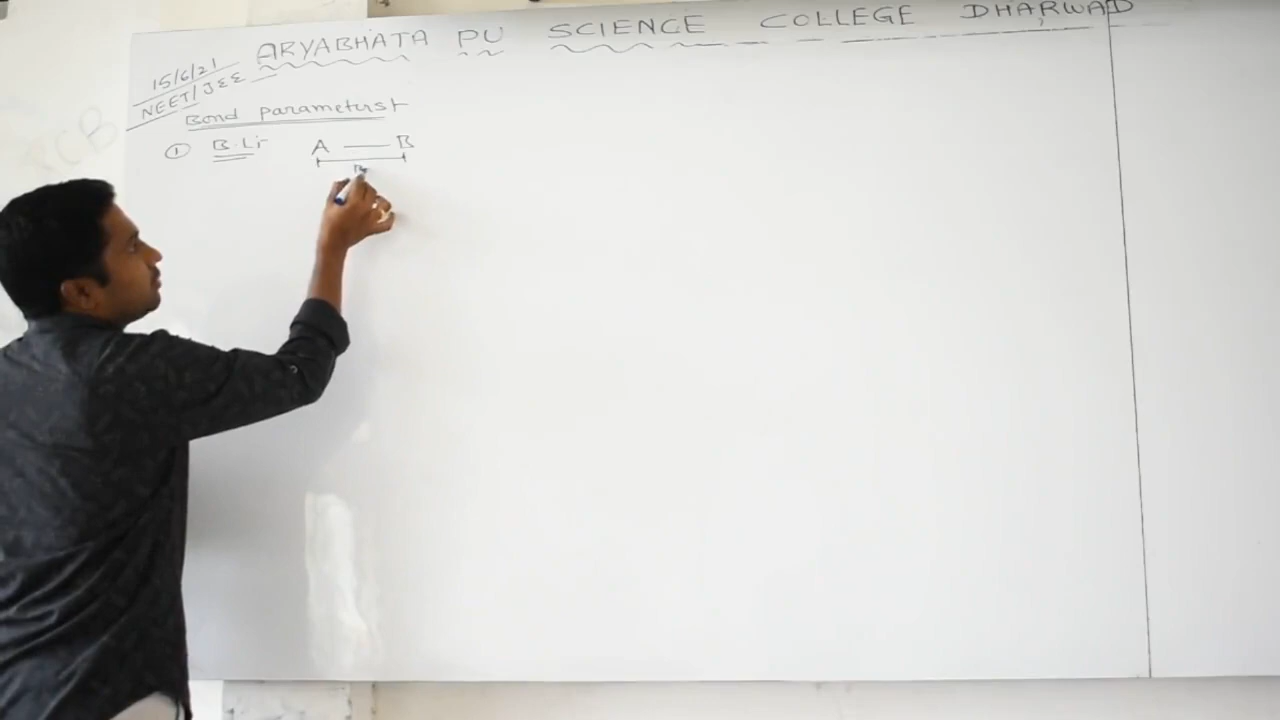 ARYABHATA PU SCIENCE COLLEGE DHARWAD
15/6/21
NEET/JEE
Bond parameters
① B.L:
A — B